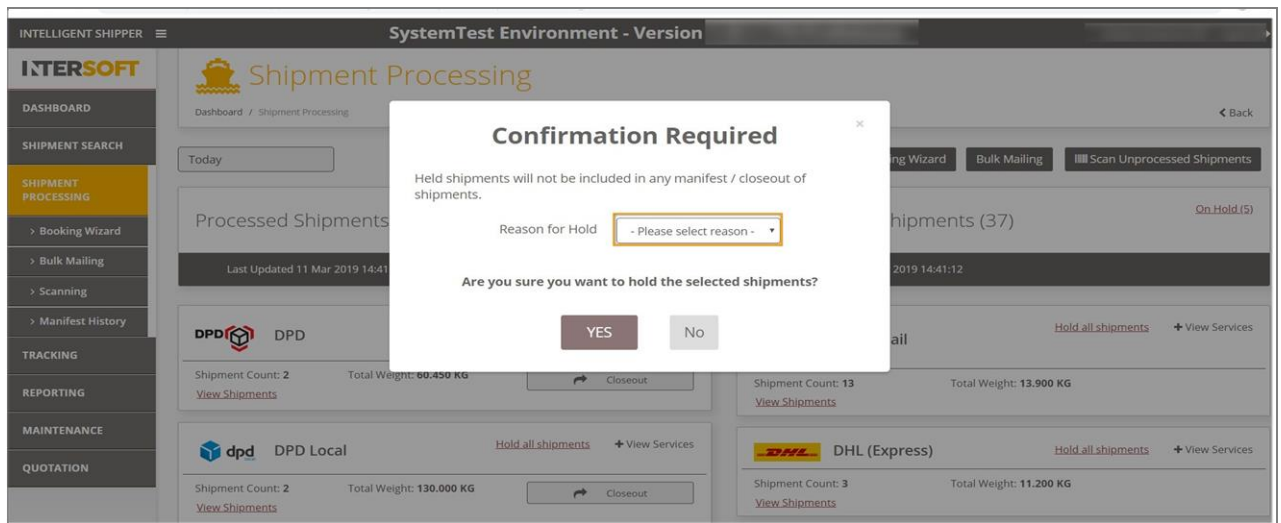 INTELLIGENT SHIPPER
SystemTest Environment - Version
INTERSOFT
Shipment Processing
DASHBOARD
Dashboard / Shipment Processing
Back
SHIPMENT SEARCH
SHIPMENT PROCESSING
> Booking Wizard
> Bulk Mailing
> Scanning
> Manifest History
TRACKING
REPORTING
MAINTENANCE
QUOTATION
Today
Wizard
Bulk Mailing
Scan Unprocessed Shipments
Processed Shipments
(37)
On Hold (5)
Last Updated 11 Mar 2019 14:41
2019 14:41:12
Confirmation Required
×
Held shipments will not be included in any manifest / closeout of
shipments.
Reason for Hold
- Please select reason -
Are you sure you want to hold the selected shipments?
YES
No
DPD
DPD
Shipment Count: 2
Total Weight: 60.450 KG
Closeout
View Shipments
Hold all shipments
+ View Services
Shipment Count: 13
Total Weight: 13.900 KG
View Shipments
dpd
DPD Local
Hold all shipments
+ View Services
Shipment Count: 2
Total Weight: 130.000 KG
Closeout
View Shipments
DHL
DHL (Express)
Hold all shipments
+ View Services
Shipment Count: 3
Total Weight: 11.200 KG
View Shipments